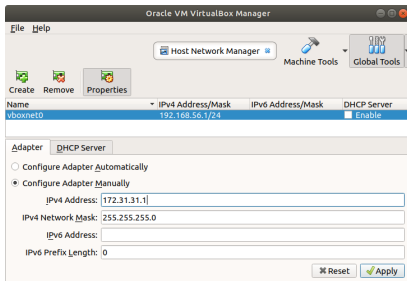 Oracle VM VirtualBox Manager
File Help
Host Network Manager
Machine Tools
Global Tools
Create Remove Properties
Name IPv4 Address/Mask IPv6 Address/Mask DHCP Server
vboxnet0 192.168.56.1/24 Enable
Adapter DHCP Server
Configure Adapter Automatically
Configure Adapter Manually
IPv4 Address: 172.31.31.1
IPv4 Network Mask: 255.255.255.0
IPv6 Address:
IPv6 Prefix Length: 0
Reset Apply